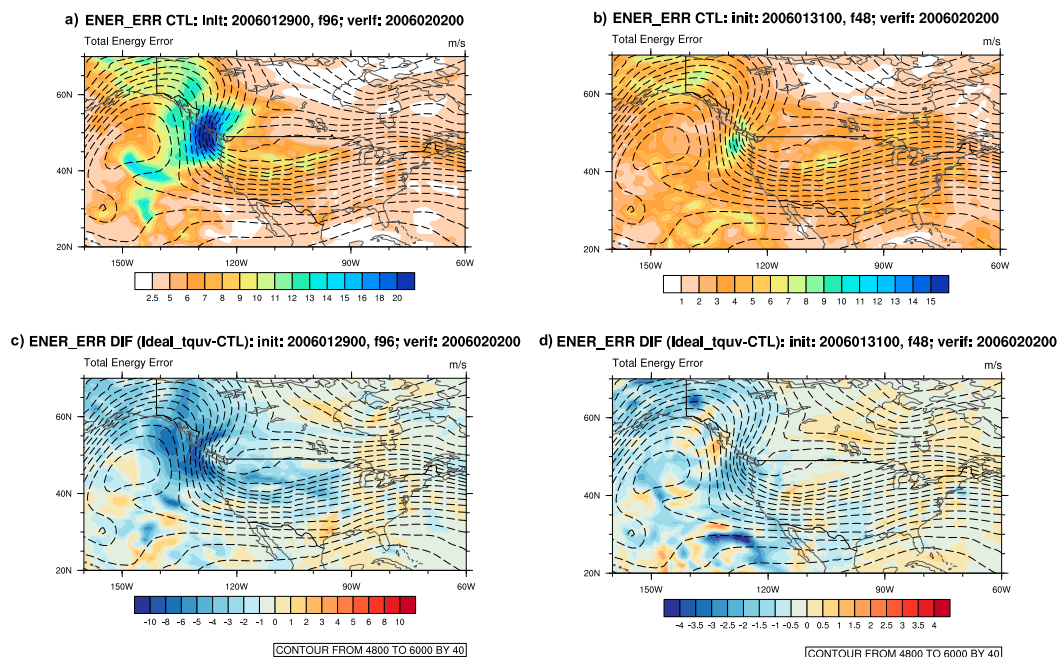 a) ENER_ERR CTL: Init: 2006012900, f96; verif: 2006020200
Total Energy Error m/s
60N
40N
20N
150W 120W 90W 60W
2.5 5 6 7 9 10 11 13 14 15 16 18 20
b) ENER_ERR CTL: init: 2006013100, f48; verif: 2006020200
Total Energy Error m/s
60N
40N
20N
150W 120W 90W 60W
1 2 3 4 5 6 7 8 9 10 11 13 14 15
c) ENER_ERR DIF (Ideal_tquv-CTL): init: 2006012900, f96; verif: 2006020200
Total Energy Error m/s
60N
40N
20N
150W 120W 90W 60W
-10 -8 -6 -5 -4 -3 -2 -1 0 1 2 3 4 5 6 8 10
CONTOUR FROM 4800 TO 6000 BY 40
d) ENER_ERR DIF (Ideal_tquv-CTL): init: 2006013100, f48; verif: 2006020200
Total Energy Error m/s
60N
40N
20N
150W 120W 90W 60W
-4 -3.5 -3 -2.5 -2 -1.5 -1 -0.5 0 0.5 1 1.5 2 2.5 3 3.5 4
CONTOUR FROM 4800 TO 6000 BY 40